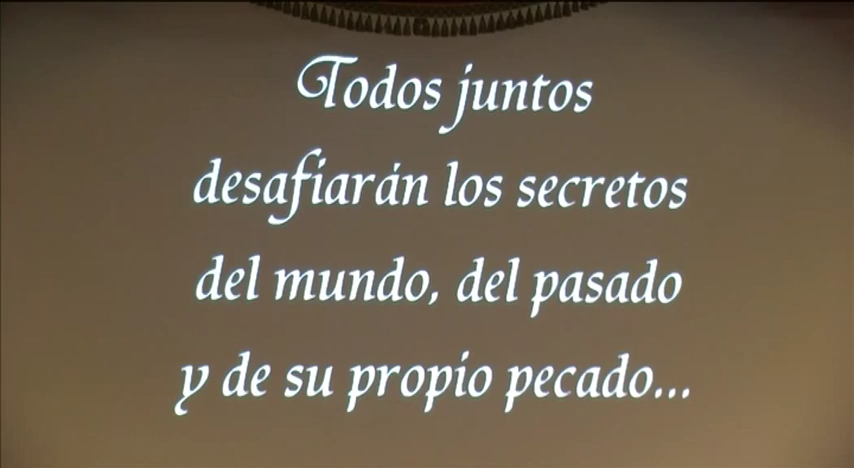 Todos juntos
desafiarán los secretos
del mundo, del pasado
y de su propio pecado...